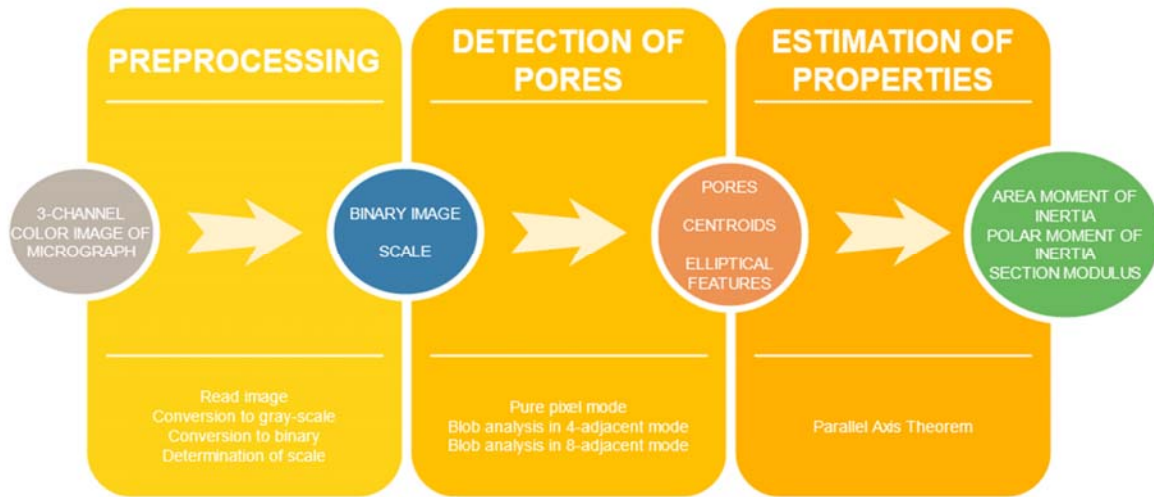 PREPROCESSING
DETECTION OF
PORES
ESTIMATION OF
PROPERTIES
3-CHANNEL
COLOR IMAGE OF
MICROGRAPH
BINARY IMAGE
SCALE
PORES
CENTROIDS
ELLIPTICAL
FEATURES
AREA MOMENT OF
INERTIA
POLAR MOMENT OF
INERTIA
SECTION MODULUS
Read image
Conversion to gray-scale
Conversion to binary
Determination of scale
Pure pixel mode
Blob analysis in 4-adjacent mode
Blob analysis in 8-adjacent mode
Parallel Axis Theorem